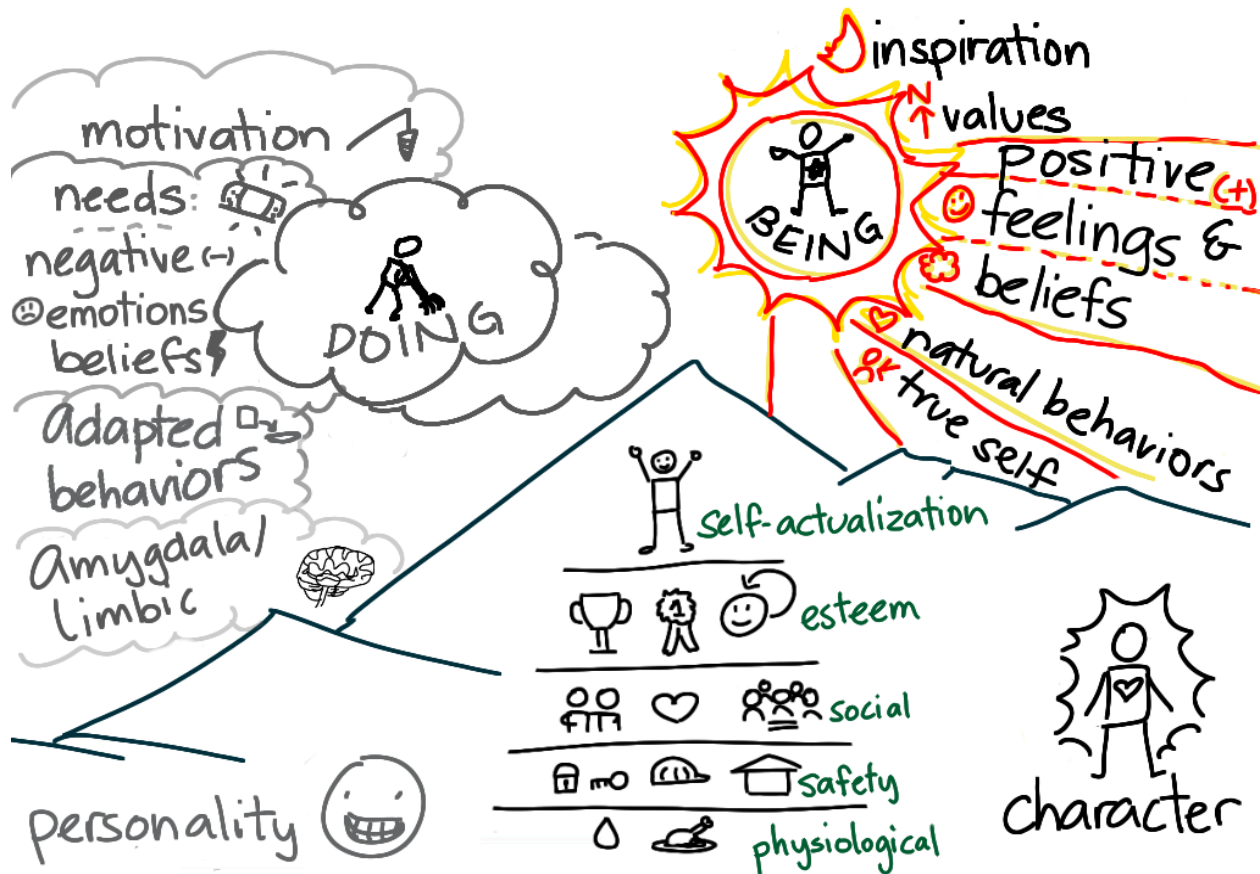 motivation
needs:
negative (-)
emotions
beliefs
DOING
adapted
behaviors
amygdala/
limbic
personality
inspiration
N
values
positive (+)
feelings &
beliefs
BEING
natural behaviors
true self
self-actualization
1
esteem
social
safety
physiological
character